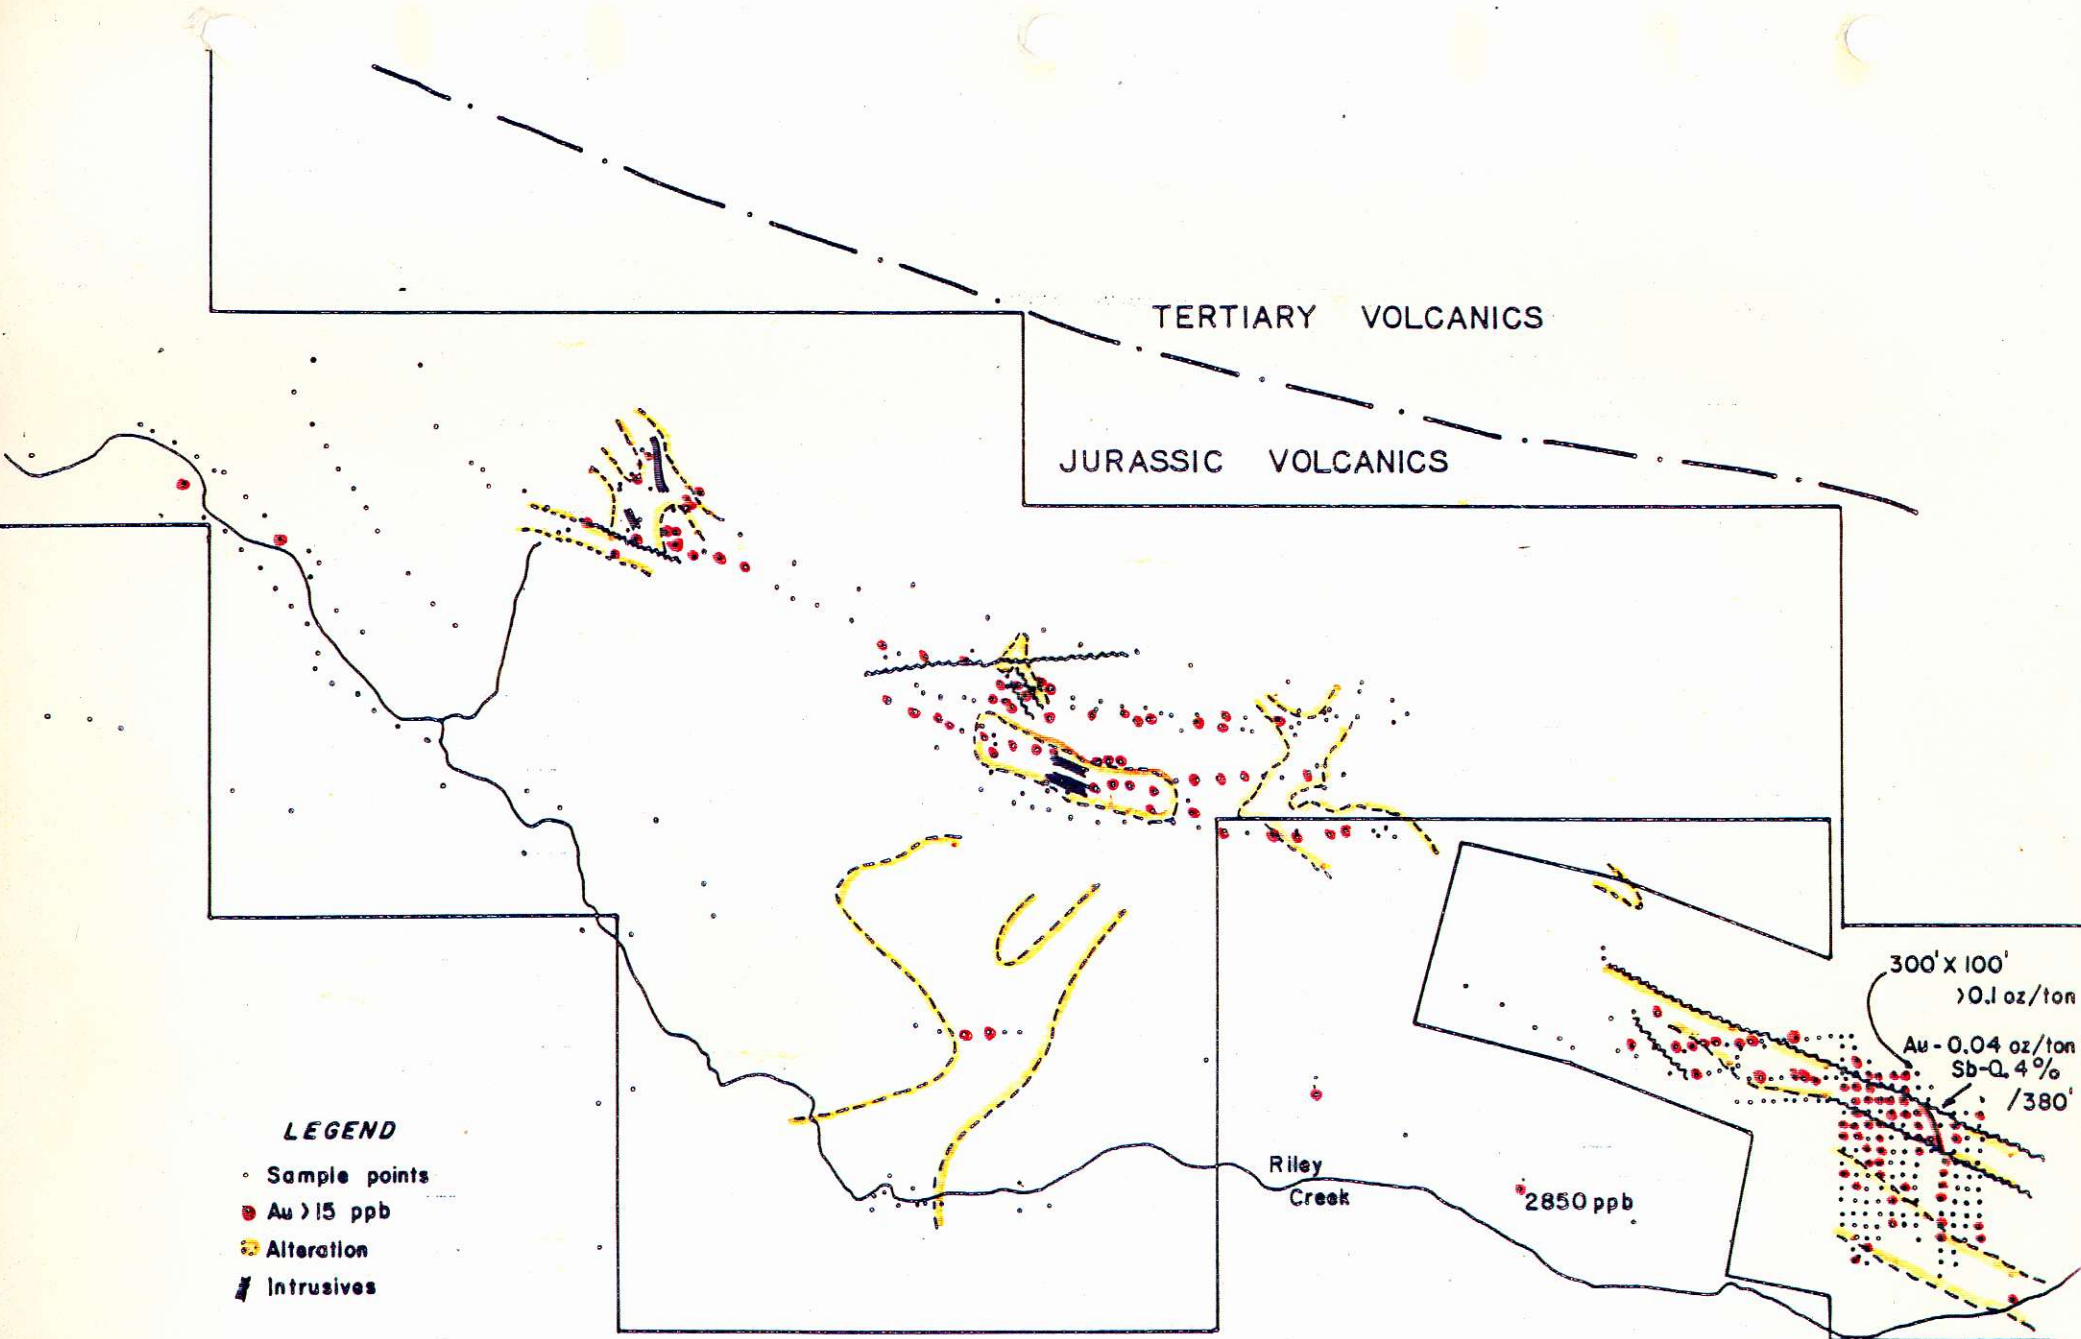 TERTIARY VOLCANICS
JURASSIC VOLCANICS
300' X 100'
>0.1 oz/ton
Au - 0.04 oz/ton
Sb-0.4%
/380'
LEGEND
Sample points
Au >15 ppb
Alteration
Intrusives
Riley
Creek
2850 ppb